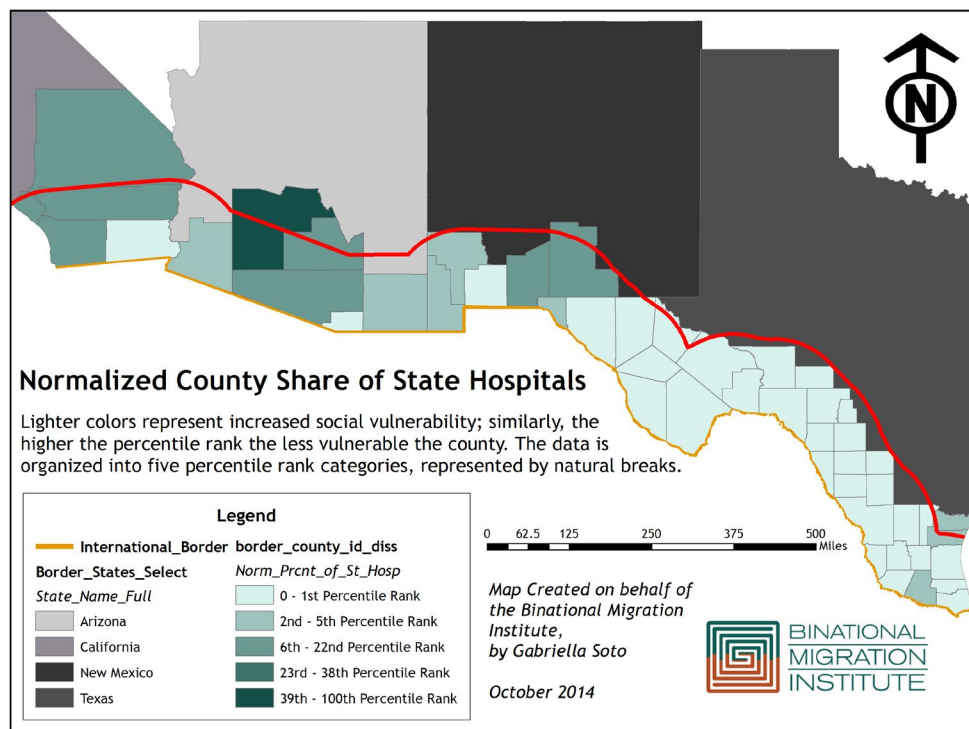 N
Normalized County Share of State Hospitals
Lighter colors represent increased social vulnerability; similarly, the
higher the percentile rank the less vulnerable the county. The data is
organized into five percentile rank categories, represented by natural breaks.
Legend
International_Border
Border_States_Select
State_Name_Full
Arizona
California
New Mexico
Texas
border_county_id_diss
Norm_Prcnt_of_St_Hosp
0 - 1st Percentile Rank
2nd - 5th Percentile Rank
6th - 22nd Percentile Rank
23rd - 38th Percentile Rank
39th - 100th Percentile Rank
0 62.5 125 250 375 500
Miles
Map Created on behalf of
the Binational Migration
Institute,
by Gabriella Soto
October 2014
BINATIONAL
MIGRATION
INSTITUTE